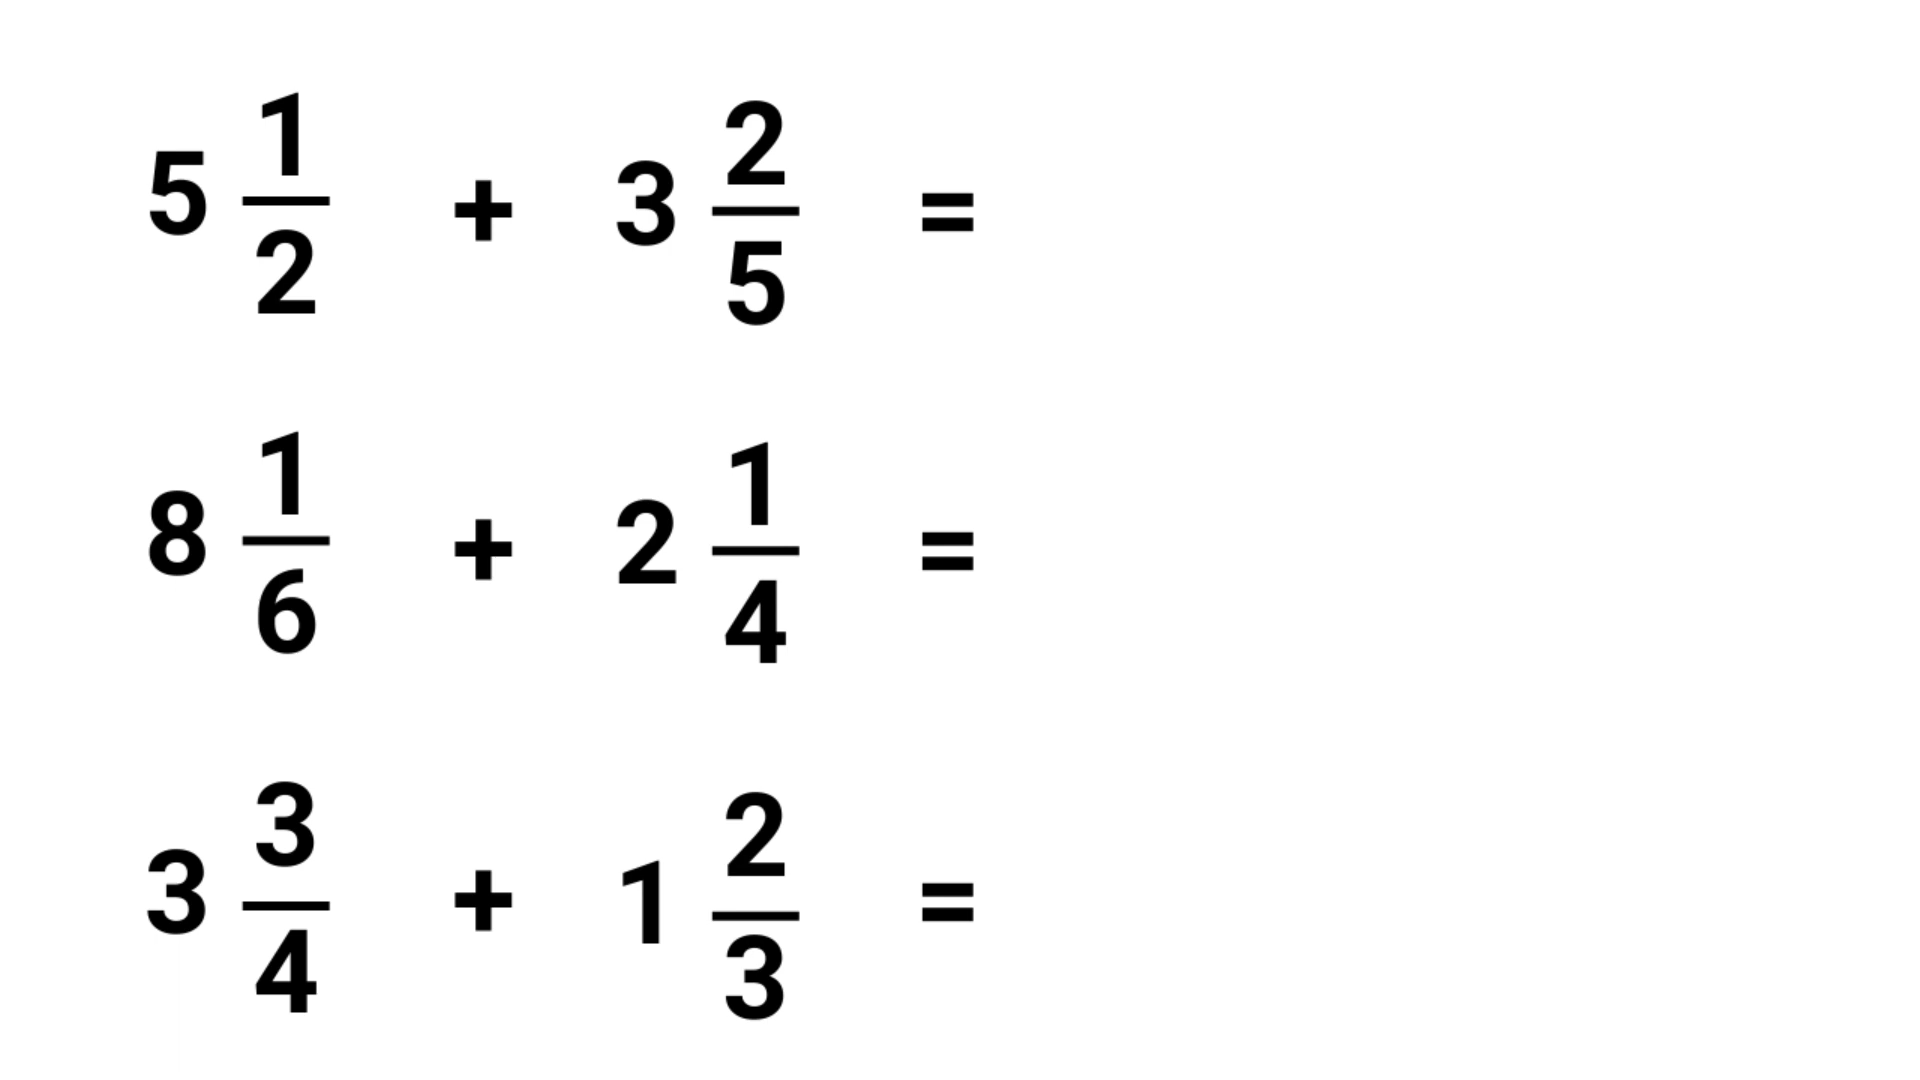 5 1/2 + 3 2/5 =
8 1/6 + 2 1/4 =
3 3/4 + 1 2/3 =